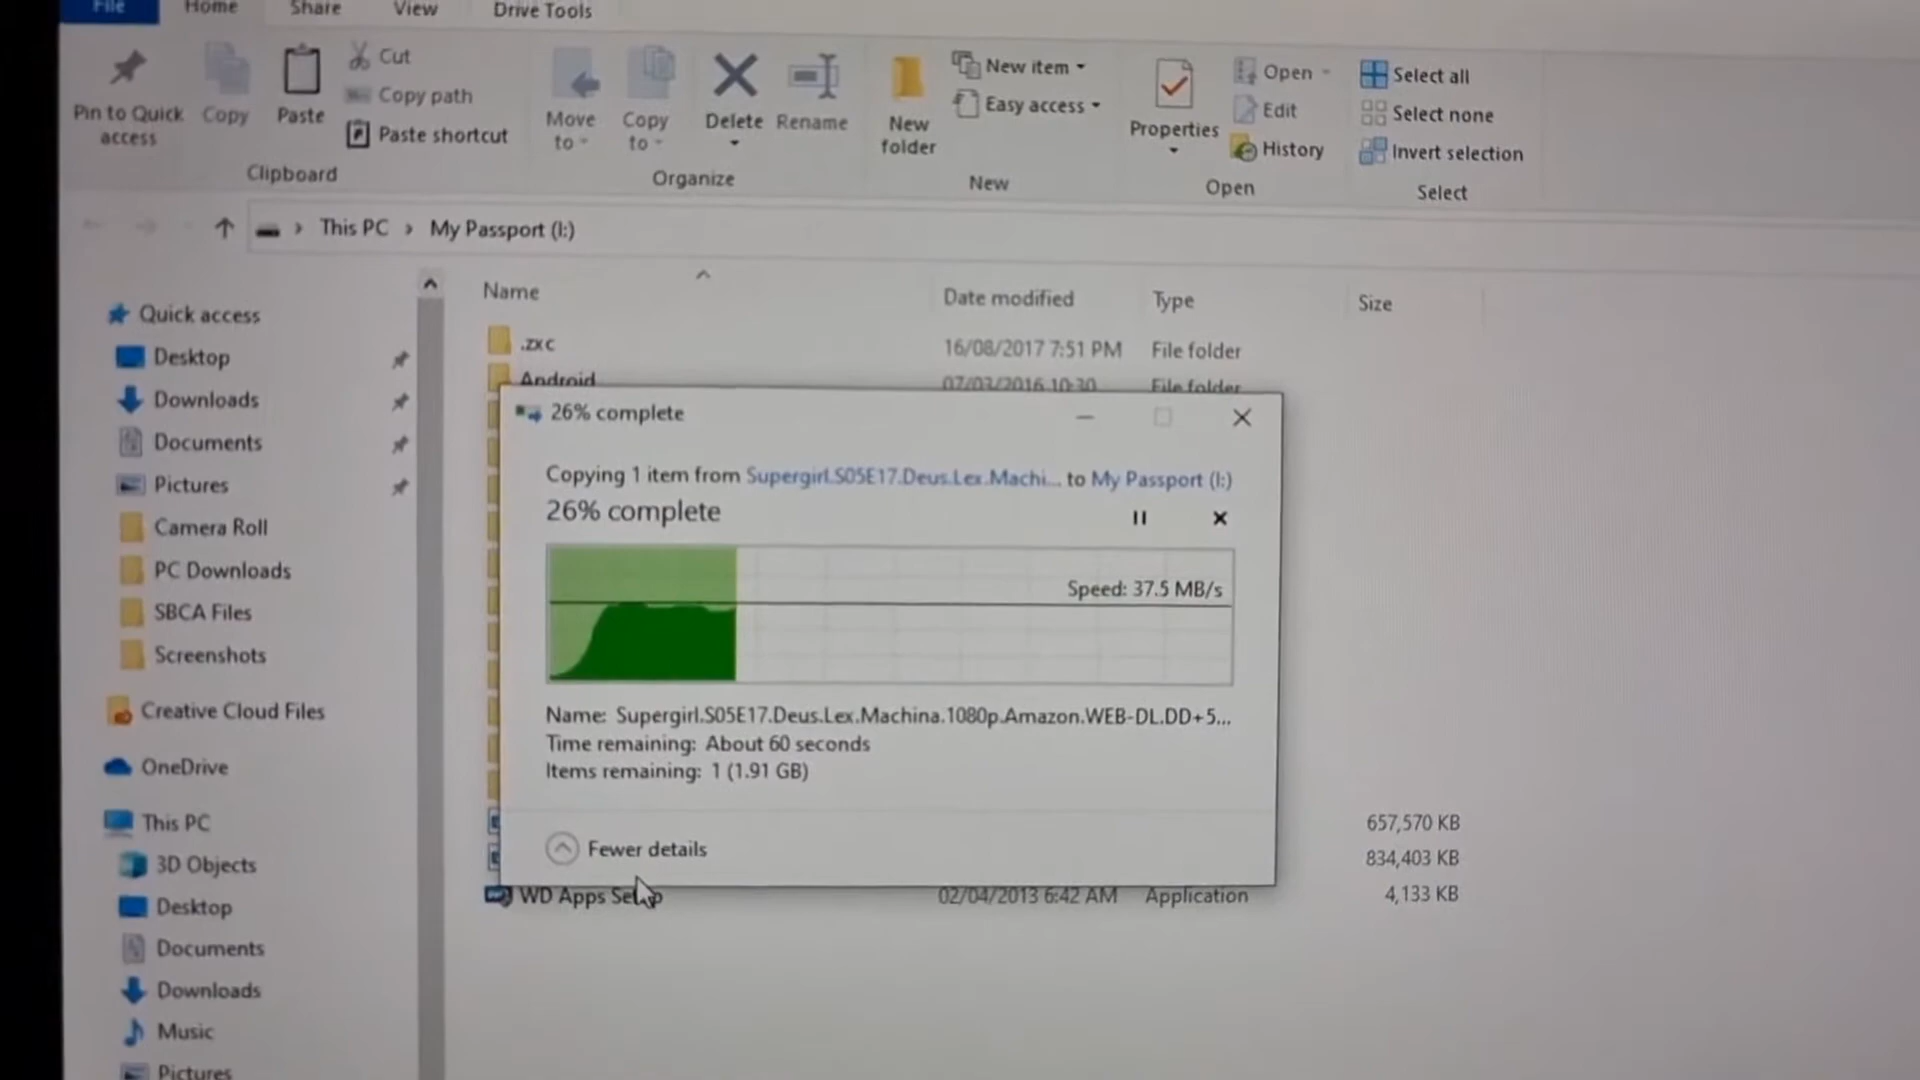 File Home Share View Drive Tools
Pin to Quick access
Copy
Paste
Cut
Copy path
Paste shortcut
Clipboard
Move to
Copy to
Delete
Rename
Organize
New folder
New item
Easy access
New
Properties
Open
Edit
History
Open
Select all
Select none
Invert selection
Select
This PC › My Passport (I:)
Quick access
Desktop
Downloads
Documents
Pictures
Camera Roll
PC Downloads
SBCA Files
Screenshots
Creative Cloud Files
OneDrive
This PC
3D Objects
Desktop
Documents
Downloads
Music
Pictures
Name Date modified Type Size
.zxc 16/08/2017 7:51 PM File folder
Android 07/03/2016 10:30 File folder
26% complete
Copying 1 item from Supergirl.S05E17.Deus.Lex.Machi... to My Passport (I:)
26% complete
Speed: 37.5 MB/s
Name: Supergirl.S05E17.Deus.Lex.Machina.1080p.Amazon.WEB-DL.DD+5...
Time remaining: About 60 seconds
Items remaining: 1 (1.91 GB)
Fewer details
657,570 KB
834,403 KB
WD Apps Setup 02/04/2013 6:42 AM Application 4,133 KB